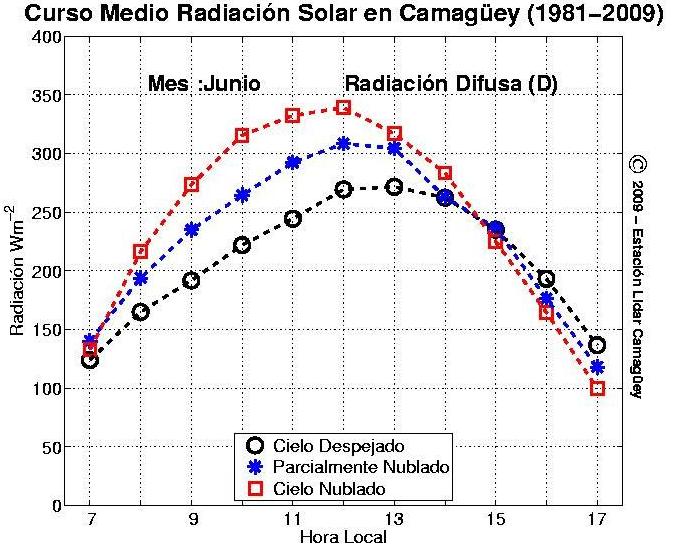 Curso Medio Radiación Solar en Camagüey (1981−2009)
Mes :Junio
Radiación Difusa (D)
400
350
300
250
200
150
100
50
0
Radiación Wm−2
7
9
11
13
15
17
Hora Local
Cielo Despejado
Parcialmente Nublado
Cielo Nublado
© 2009 − Estación Lidar Camagüey